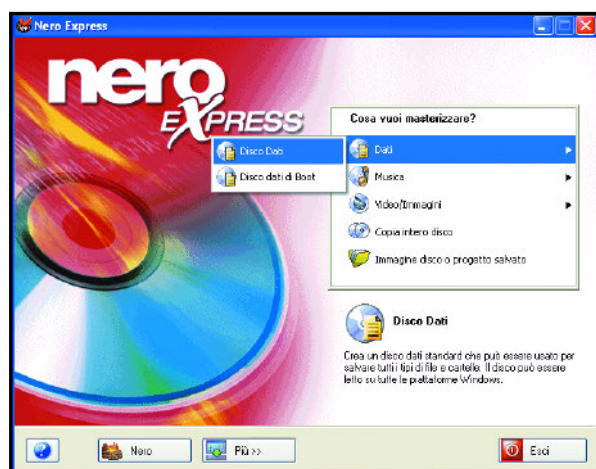 Nero Express
nero
EXPRESS
Cosa vuoi masterizzare?
Dati
Disco Dati
Disco dati di Boot
Musica
Video/Immagini
Copia intero disco
Immagine disco o progetto salvato
Disco Dati
Crea un disco dati standard che può essere usato per
salvare tutti i tipi di file e cartelle. Il disco può essere
letto su tutte le piattaforme Windows.
Nero
Più >>
Esci